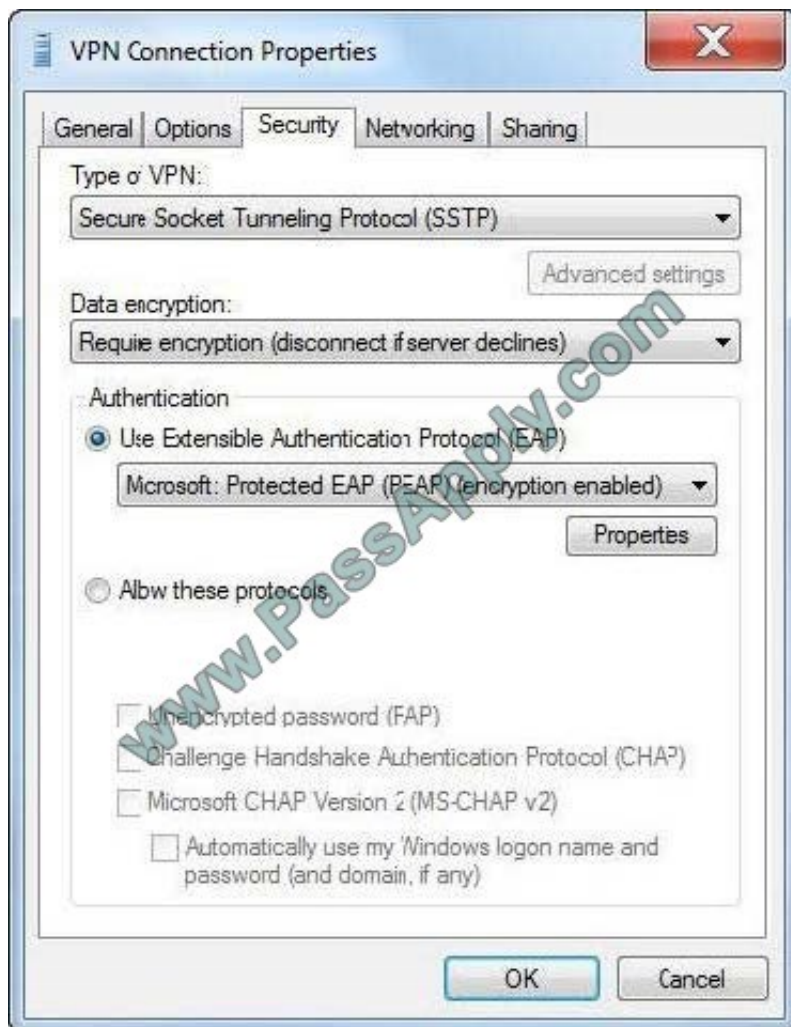 VPN Connection Properties
General Options Security Networking Sharing
Type of VPN:
Secure Socket Tunneling Protocol (SSTP)
Advanced settings
Data encryption:
Require encryption (disconnect if server declines)
Authentication
Use Extensible Authentication Protocol (EAP)
Microsoft: Protected EAP (PEAP) (encryption enabled)
Properties
Allow these protocols
Unencrypted password (PAP)
Challenge Handshake Authentication Protocol (CHAP)
Microsoft CHAP Version 2 (MS-CHAP v2)
Automatically use my Windows logon name and
password (and domain, if any)
OK Cancel
www.PassApply.com